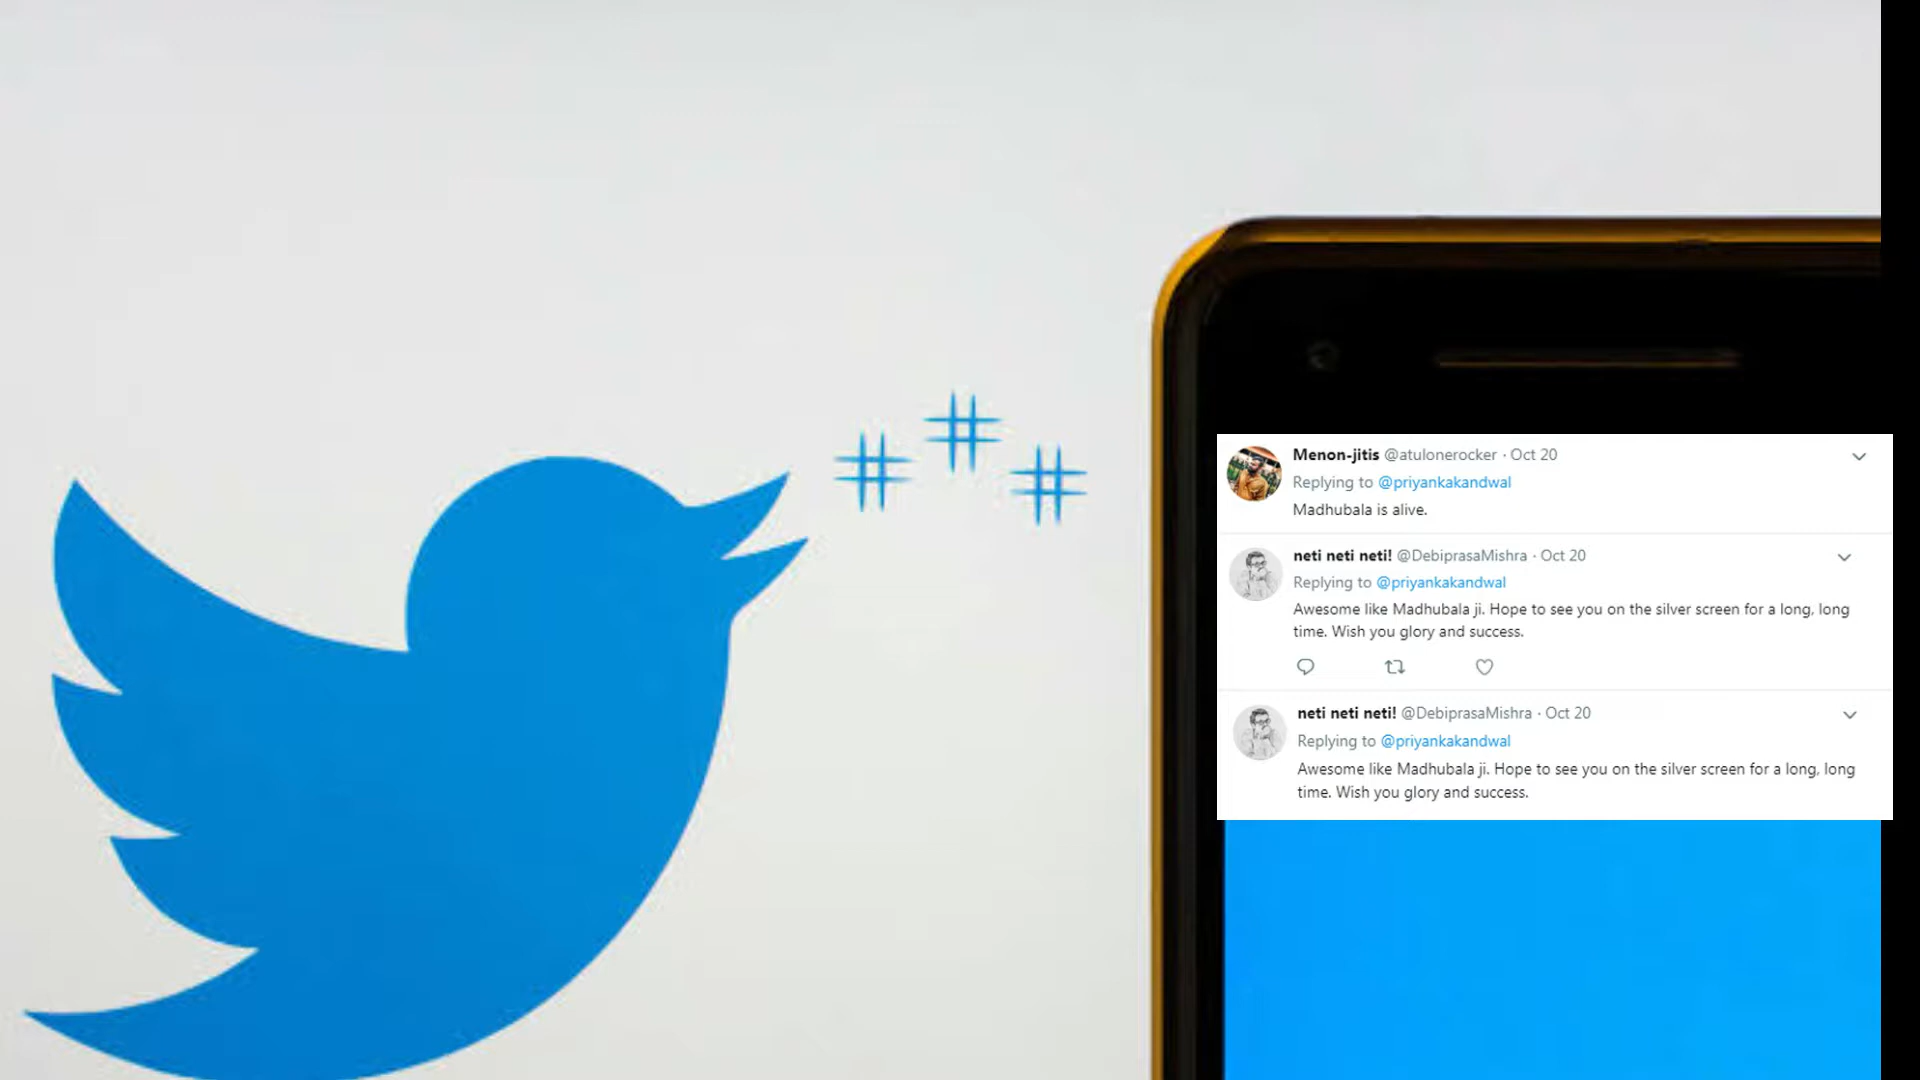 # # #
Menon-jitis @atulonerocker · Oct 20
Replying to @priyankakandwal
Madhubala is alive.
neti neti neti! @DebiprasaMishra · Oct 20
Replying to @priyankakandwal
Awesome like Madhubala ji. Hope to see you on the silver screen for a long, long
time. Wish you glory and success.
neti neti neti! @DebiprasaMishra · Oct 20
Replying to @priyankakandwal
Awesome like Madhubala ji. Hope to see you on the silver screen for a long, long
time. Wish you glory and success.